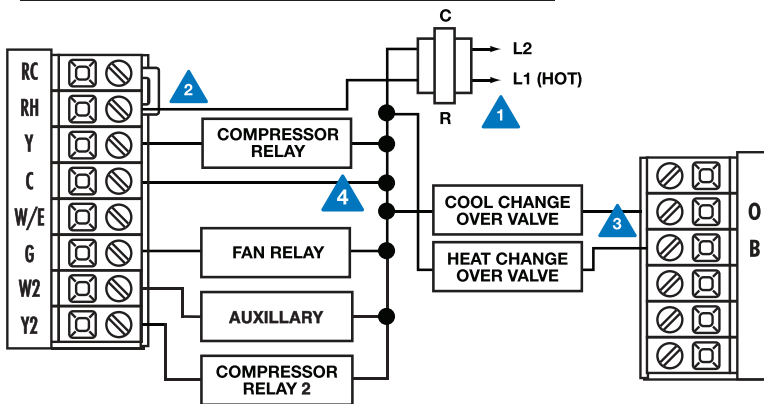 C
L2
L1 (HOT)
R
1
RC
RH
Y
C
W/E
G
W2
Y2
2
COMPRESSOR
RELAY
4
FAN RELAY
AUXILLARY
COMPRESSOR
RELAY 2
COOL CHANGE
OVER VALVE
HEAT CHANGE
OVER VALVE
3
O
B